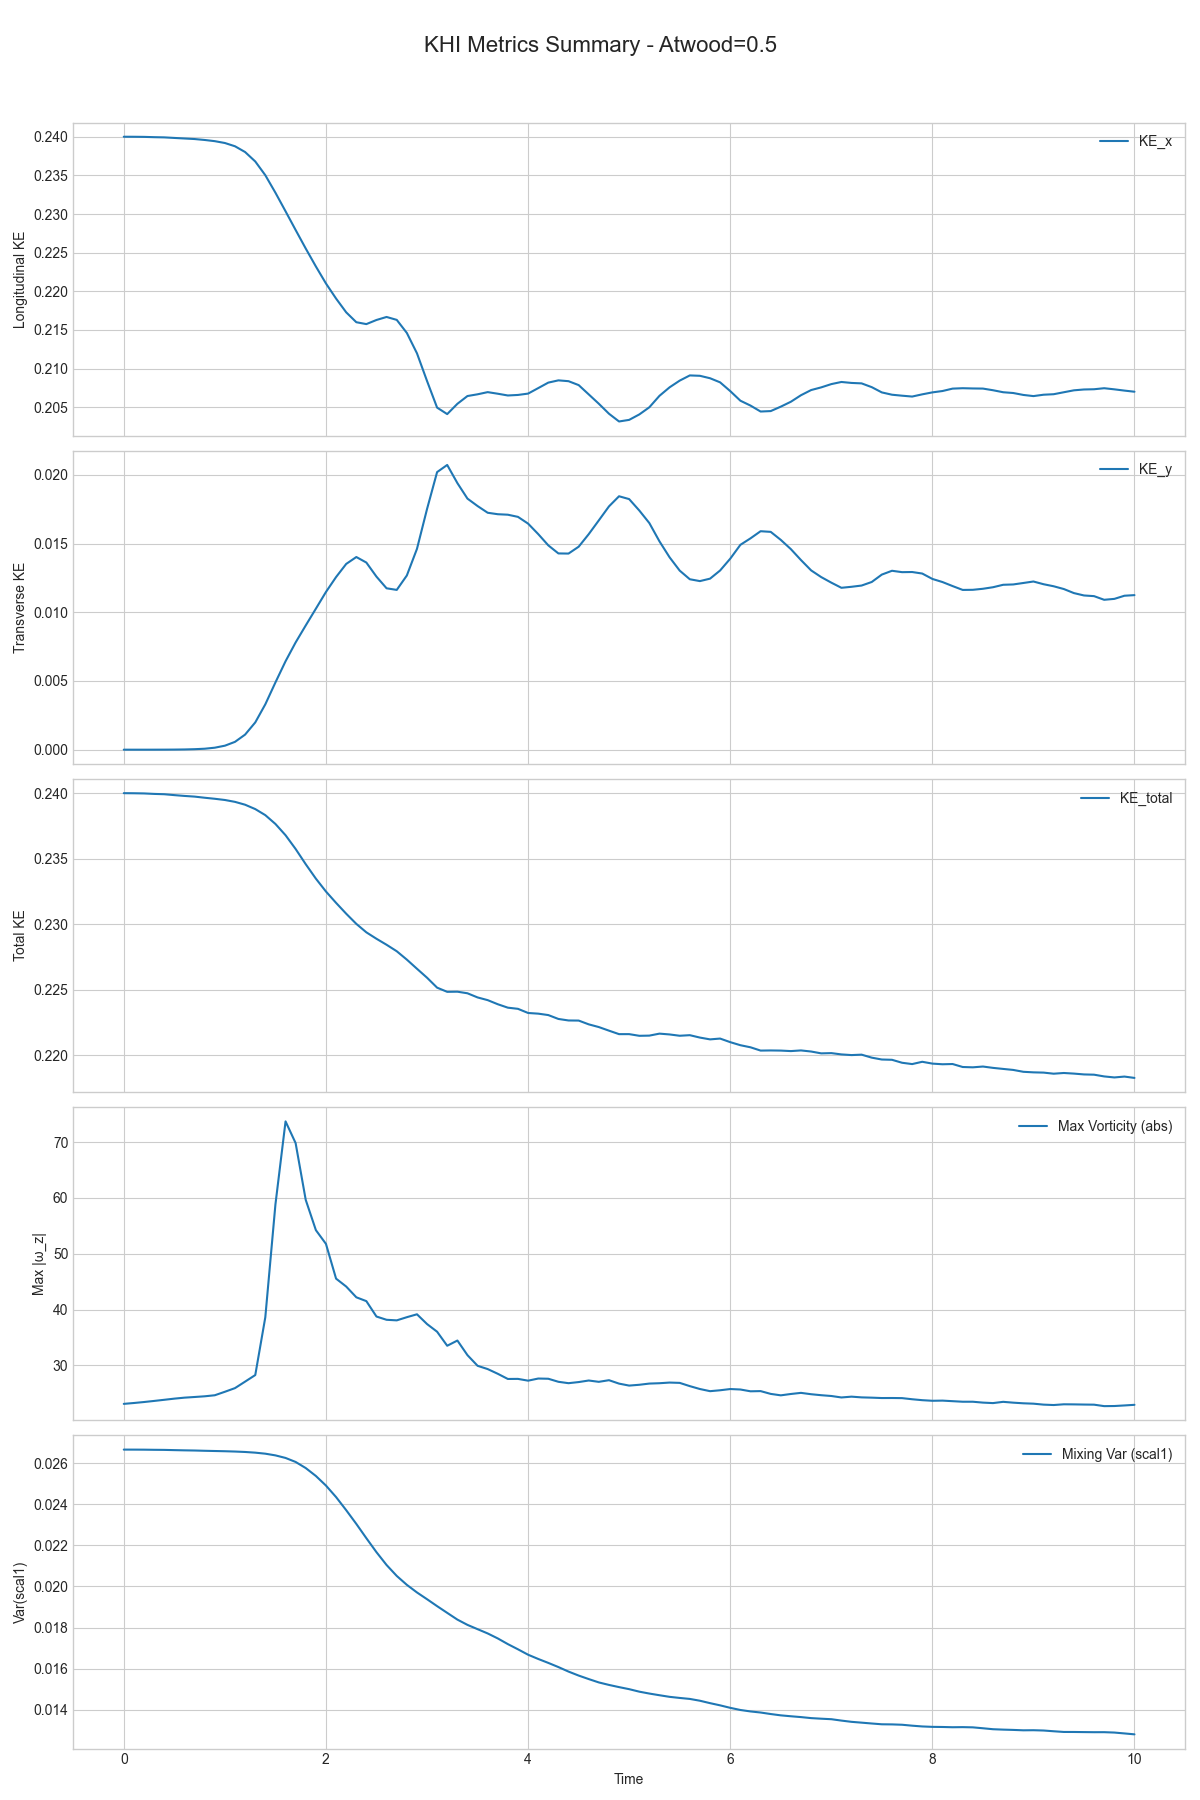 KHI Metrics Summary - Atwood=0.5
0.240
0.235
0.230
0.225
0.220
0.215
0.210
0.205
Longitudinal KE
KE_x
0.020
0.015
0.010
0.005
0.000
Transverse KE
KE_y
0.240
0.235
0.230
0.225
0.220
Total KE
KE_total
70
60
50
40
30
Max |ω_z|
Max Vorticity (abs)
0.026
0.024
0.022
0.020
0.018
0.016
0.014
Var(scal1)
Mixing Var (scal1)
0 2 4 6 8 10
Time